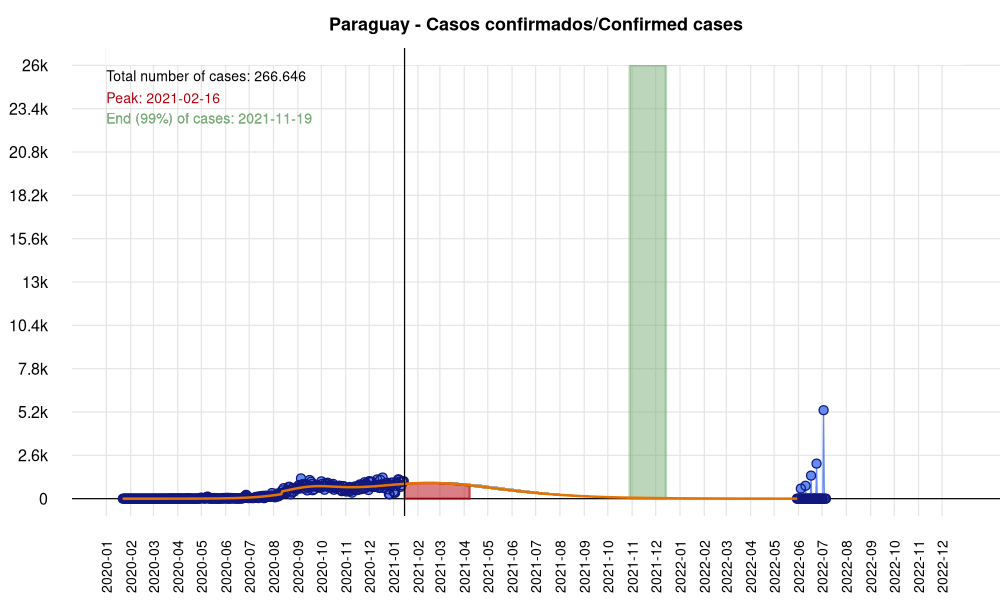 Paraguay - Casos confirmados/Confirmed cases
Total number of cases: 266.646
Peak: 2021-02-16
End (99%) of cases: 2021-11-19
26k
23.4k
20.8k
18.2k
15.6k
13k
10.4k
7.8k
5.2k
2.6k
0
2020-01
2020-02
2020-03
2020-04
2020-05
2020-06
2020-07
2020-08
2020-09
2020-10
2020-11
2020-12
2021-01
2021-02
2021-03
2021-04
2021-05
2021-06
2021-07
2021-08
2021-09
2021-10
2021-11
2021-12
2022-01
2022-02
2022-03
2022-04
2022-05
2022-06
2022-07
2022-08
2022-09
2022-10
2022-11
2022-12